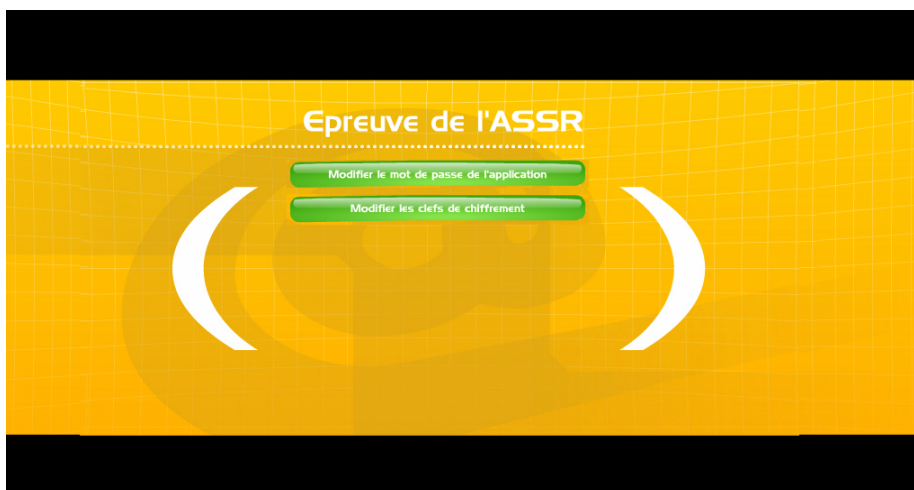 Epreuve de l'ASSR
Modifier le mot de passe de l'application
Modifier les clefs de chiffrement